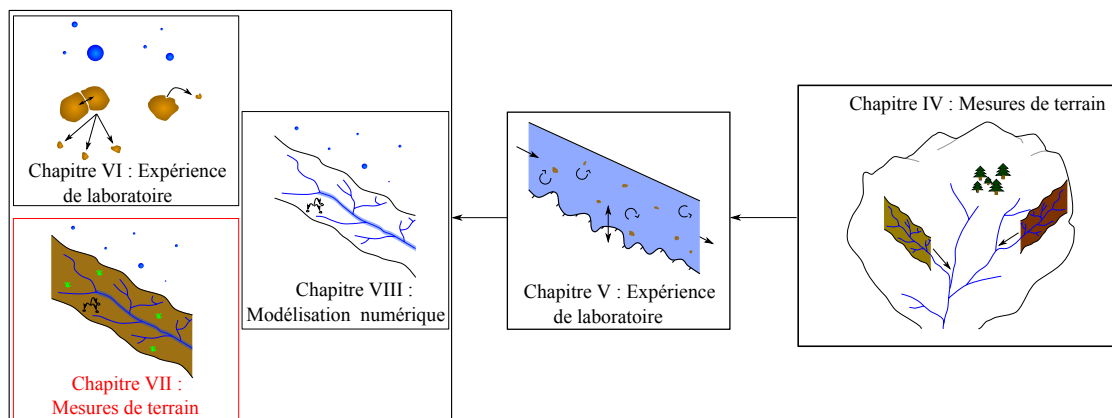 Chapitre VI : Expérience
de laboratoire
Chapitre VII :
Mesures de terrain
Chapitre VIII :
Modélisation numérique
Chapitre V : Expérience
de laboratoire
Chapitre IV : Mesures de terrain